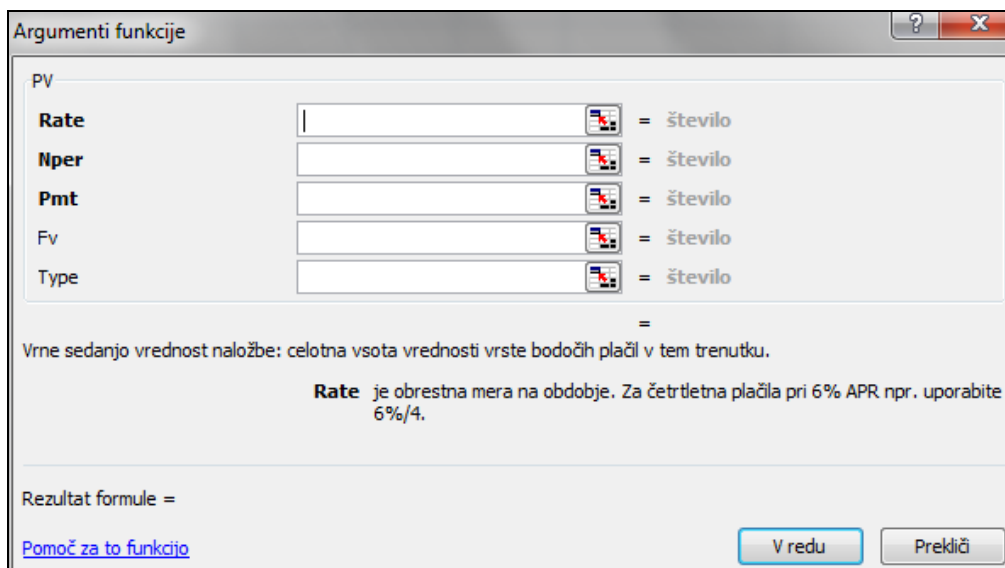 Argumenti funkcije
PV
Rate = število
Nper = število
Pmt = število
Fv = število
Type = število
=
Vrne sedanjo vrednost naložbe: celotna vsota vrednosti vrste bodočih plačil v tem trenutku.
Rate je obrestna mera na obdobje. Za četrtletna plačila pri 6% APR npr. uporabite
6%/4.
Rezultat formule =
Pomoč za to funkcijo V redu Prekliči